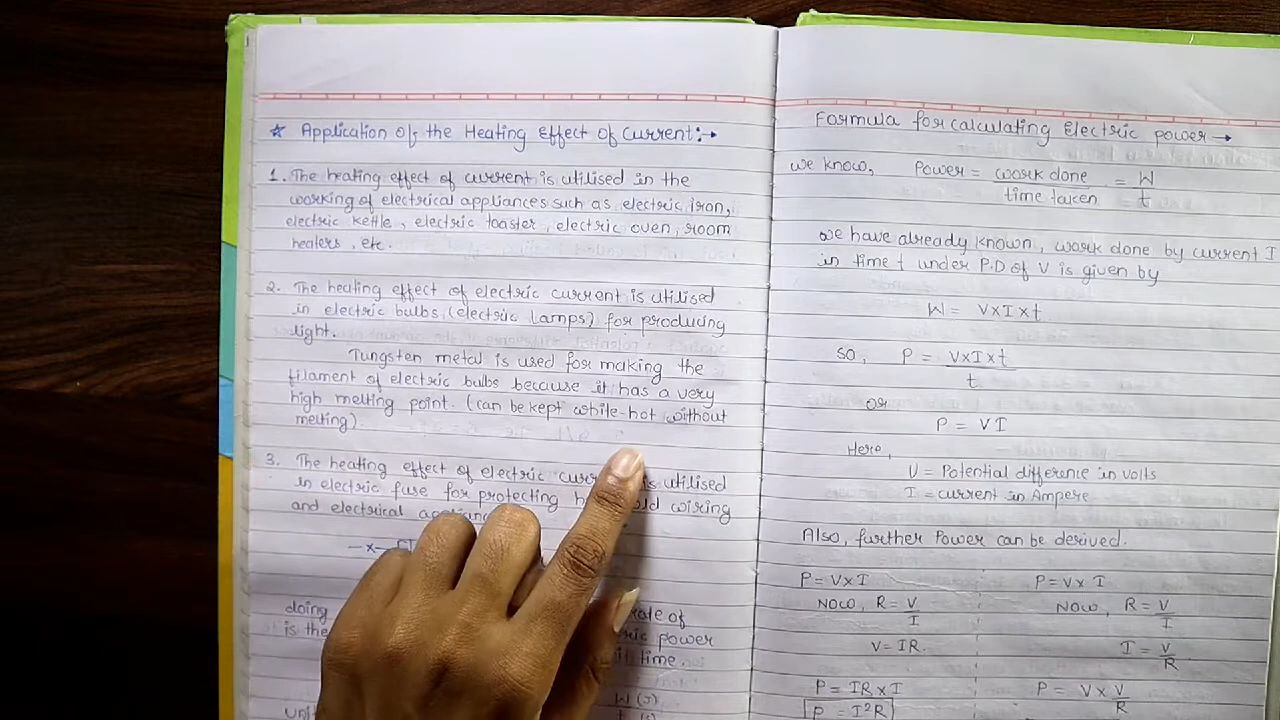 ★ Application of the Heating Effect of Current:→
1. The heating effect of current is utilised in the
working of electrical appliances such as electric iron,
electric kettle, electric toaster, electric oven, room
heaters, etc.
2. The heating effect of electric current is utilised
in electric bulbs (electric lamps) for producing
light.
Tungsten metal is used for making the
filament of electric bulbs because it has a very
high melting point. (can be kept white-hot without
melting).
3. The heating effect of electric is utilised
in electric fuse for protecting wiring
and electrical
doing rate of
is the power
time.
W (J)
Formula for calculating Electric power →
we know, Power = work done / time taken = W / t
we have already known, work done by current I
in time t under P.D of V is given by
W = V×I×t
So, P = V×I×t / t
or
P = VI
Here,
V = Potential difference in volts
I = current in Ampere
Also, further Power can be derived.
P = V×I P = V×I
Now, R = V/I Now, R = V/I
V = IR. I = V/R
P = IR×I P = V × V/R
P = I²R